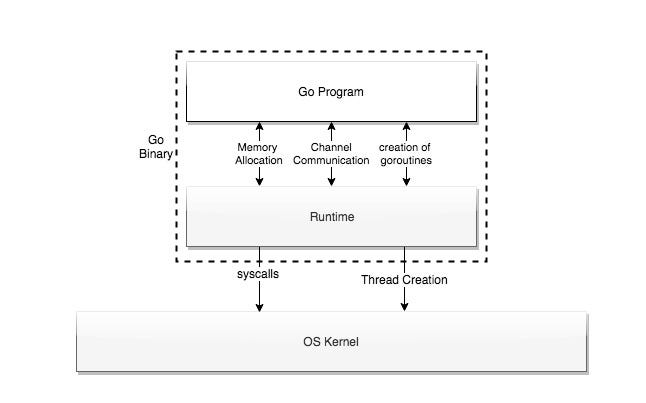 Go Program
Go
Binary
Memory
Allocation
Channel
Communication
creation of
goroutines
Runtime
syscalls
Thread Creation
OS Kernel